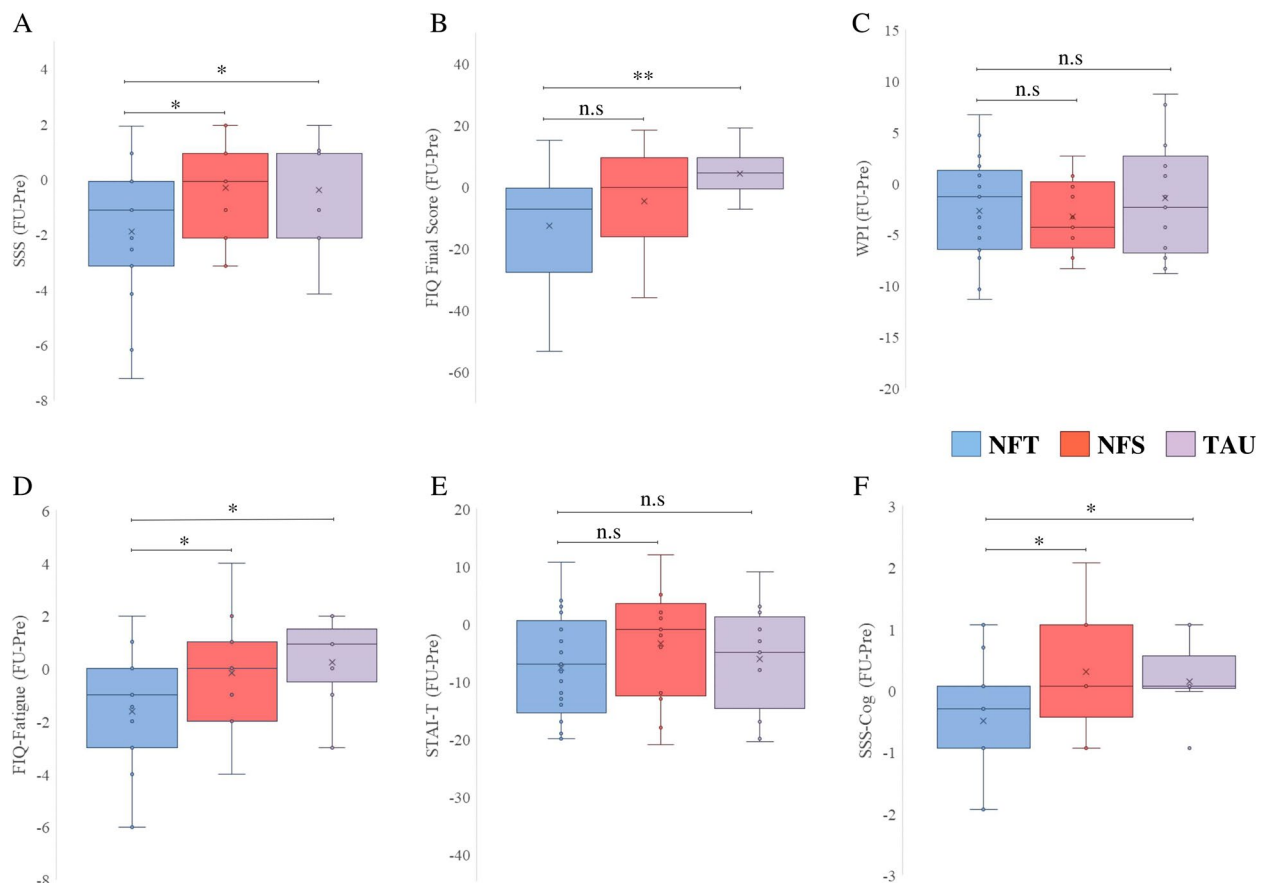 A
SSS (FU-Pre)
4
2
0
-2
-4
-6
-8
*
*
B
FIQ Final Score (FU-Pre)
40
20
0
-20
-40
-60
**
n.s
C
WPI (FU-Pre)
15
10
5
0
-5
-10
-15
-20
n.s
n.s
NFT NFS TAU
D
FIQ-Fatigue (FU-Pre)
6
4
2
0
-2
-4
-6
-8
*
*
E
STAI-T (FU-Pre)
20
10
0
-10
-20
-30
-40
n.s
n.s
F
SSS-Cog (FU-Pre)
3
2
1
0
-1
-2
-3
*
*